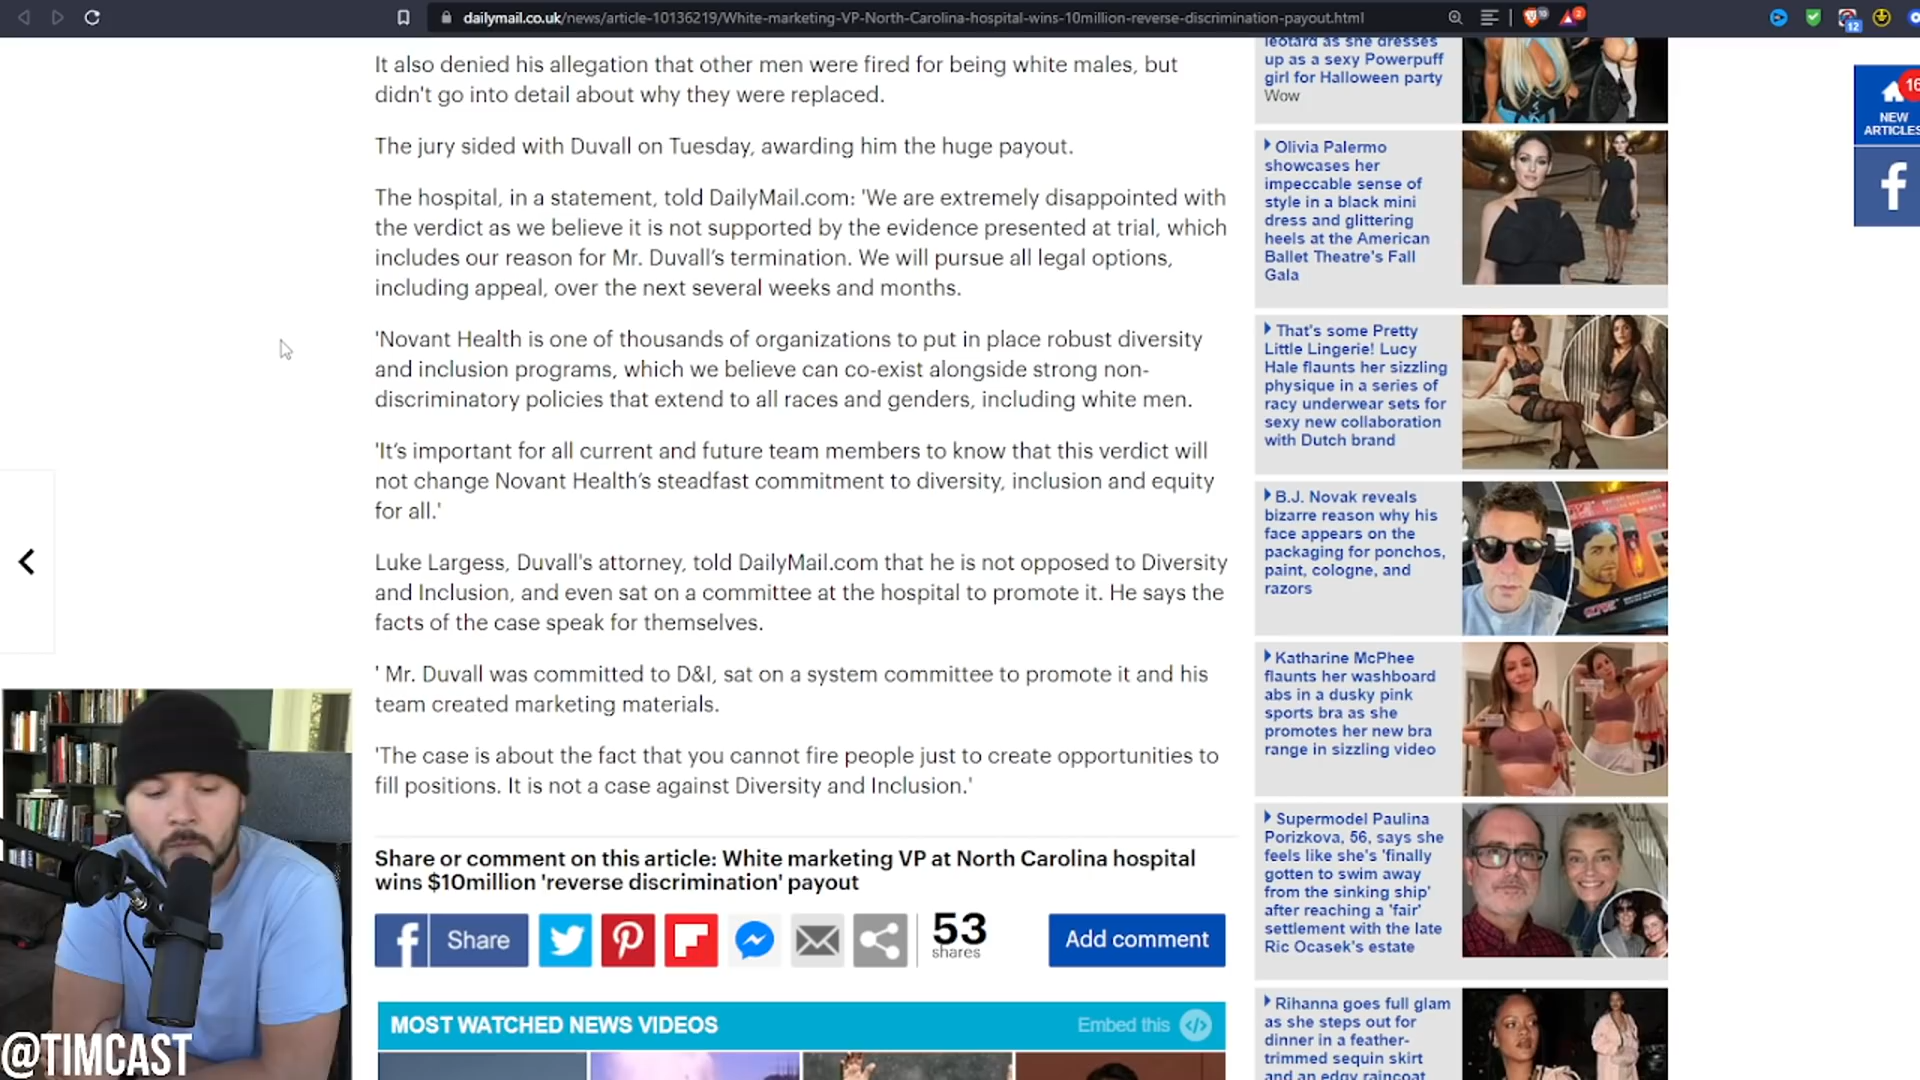 dailymail.co.uk/news/article-10136219/White-marketing-VP-North-Carolina-hospital-wins-10million-reverse-discrimination-payout.html
12
It also denied his allegation that other men were fired for being white males, but
didn't go into detail about why they were replaced.
The jury sided with Duvall on Tuesday, awarding him the huge payout.
The hospital, in a statement, told DailyMail.com: 'We are extremely disappointed with
the verdict as we believe it is not supported by the evidence presented at trial, which
includes our reason for Mr. Duvall's termination. We will pursue all legal options,
including appeal, over the next several weeks and months.
'Novant Health is one of thousands of organizations to put in place robust diversity
and inclusion programs, which we believe can co-exist alongside strong non-
discriminatory policies that extend to all races and genders, including white men.
'It's important for all current and future team members to know that this verdict will
not change Novant Health's steadfast commitment to diversity, inclusion and equity
for all.'
Luke Largess, Duvall's attorney, told DailyMail.com that he is not opposed to Diversity
and Inclusion, and even sat on a committee at the hospital to promote it. He says the
facts of the case speak for themselves.
' Mr. Duvall was committed to D&I, sat on a system committee to promote it and his
team created marketing materials.
'The case is about the fact that you cannot fire people just to create opportunities to
fill positions. It is not a case against Diversity and Inclusion.'
Share or comment on this article: White marketing VP at North Carolina hospital
wins $10million 'reverse discrimination' payout
Share
53
shares
Add comment
MOST WATCHED NEWS VIDEOS
Embed this
leotard as she dresses
up as a sexy Powerpuff
girl for Halloween party
Wow
Olivia Palermo
showcases her
impeccable sense of
style in a black mini
dress and glittering
heels at the American
Ballet Theatre's Fall
Gala
That's some Pretty
Little Lingerie! Lucy
Hale flaunts her sizzling
physique in a series of
racy underwear sets for
sexy new collaboration
with Dutch brand
B.J. Novak reveals
bizarre reason why his
face appears on the
packaging for ponchos,
paint, cologne, and
razors
Katharine McPhee
flaunts her washboard
abs in a dusky pink
sports bra as she
promotes her new bra
range in sizzling video
Supermodel Paulina
Porizkova, 56, says she
feels like she's 'finally
gotten to swim away
from the sinking ship'
after reaching a 'fair'
settlement with the late
Ric Ocasek's estate
Rihanna goes full glam
as she steps out for
dinner in a feather-
trimmed sequin skirt
and an edgy raincoat
16
NEW
ARTICLES
@TIMCAST